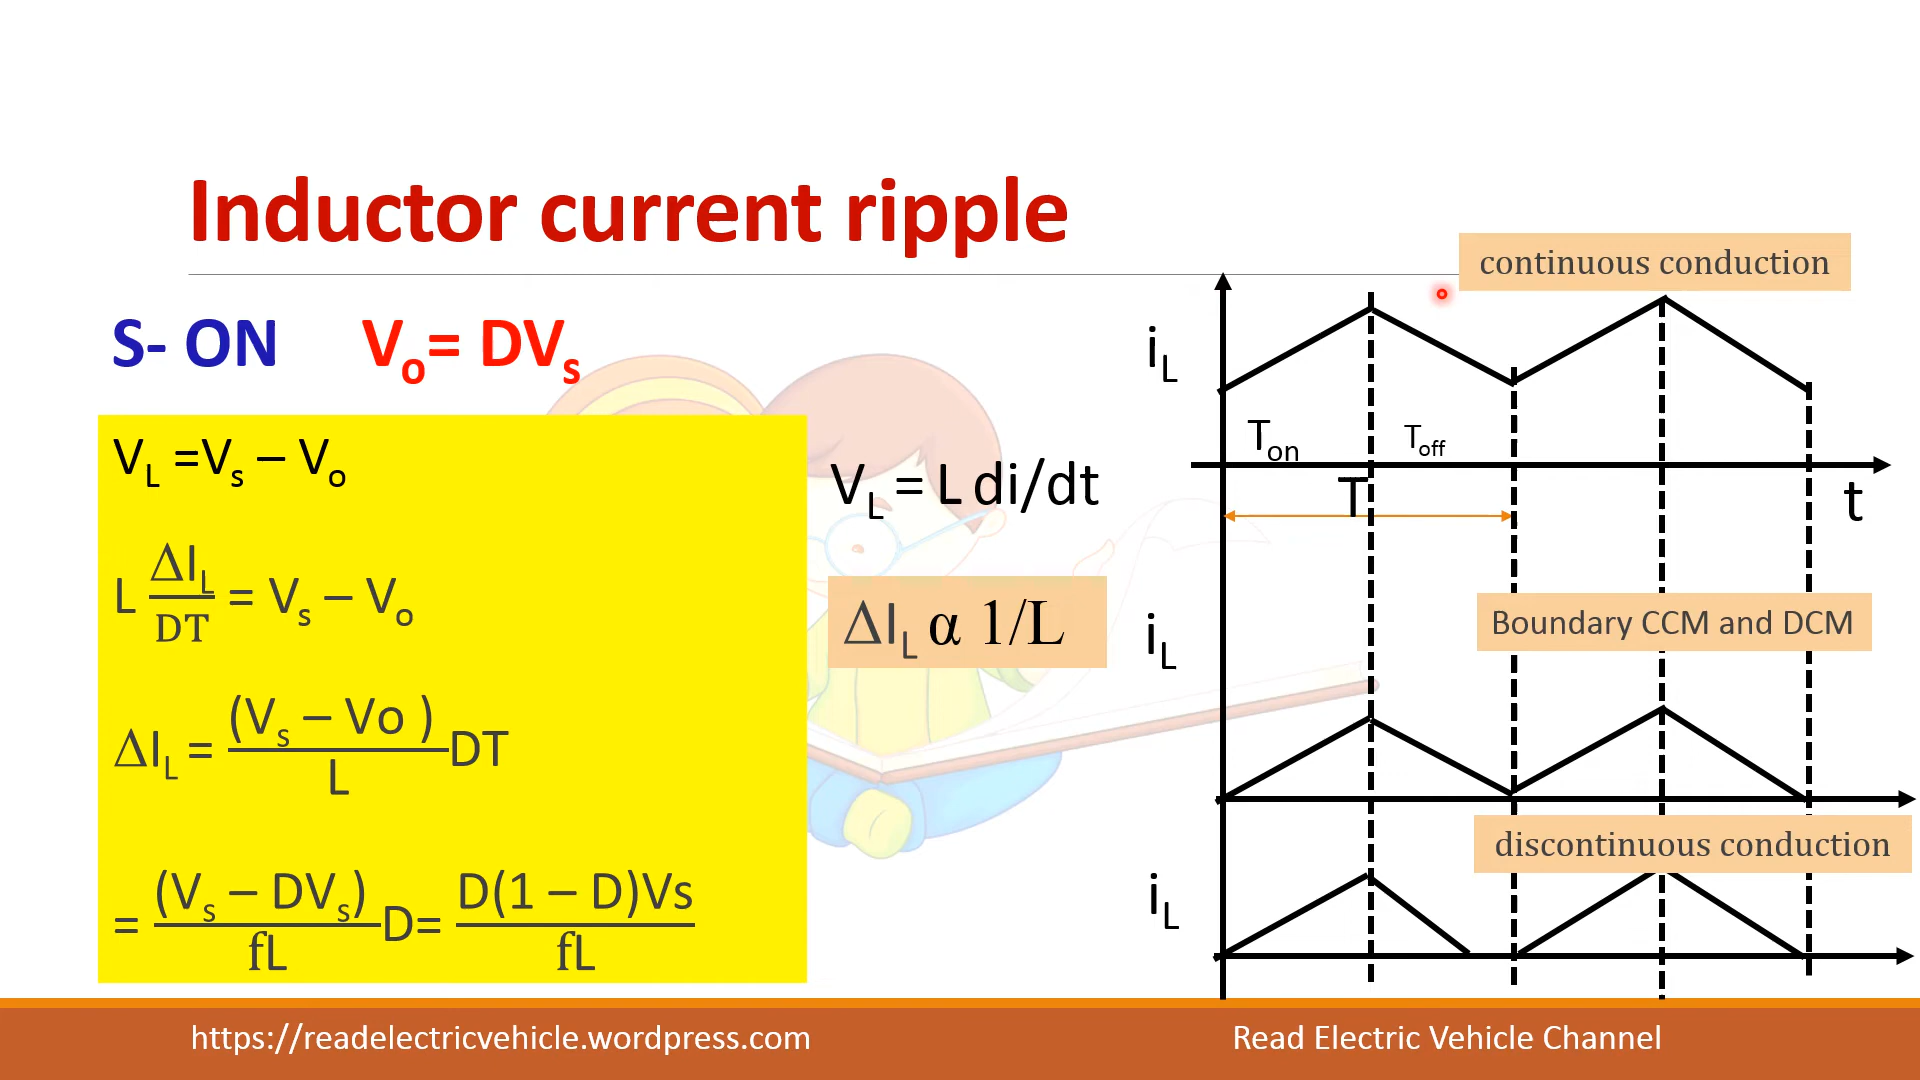 Inductor current ripple
S- ON Vo= DVs
VL =Vs – Vo
L ΔIL/DT = Vs – Vo
ΔIL = (Vs – Vo )/L DT
= (Vs – DVs)/fL D= D(1 – D)Vs/fL
VL = L di/dt
ΔIL α 1/L
continuous conduction
iL
Ton Toff
T
t
Boundary CCM and DCM
iL
discontinuous conduction
iL
https://readelectricvehicle.wordpress.com
Read Electric Vehicle Channel